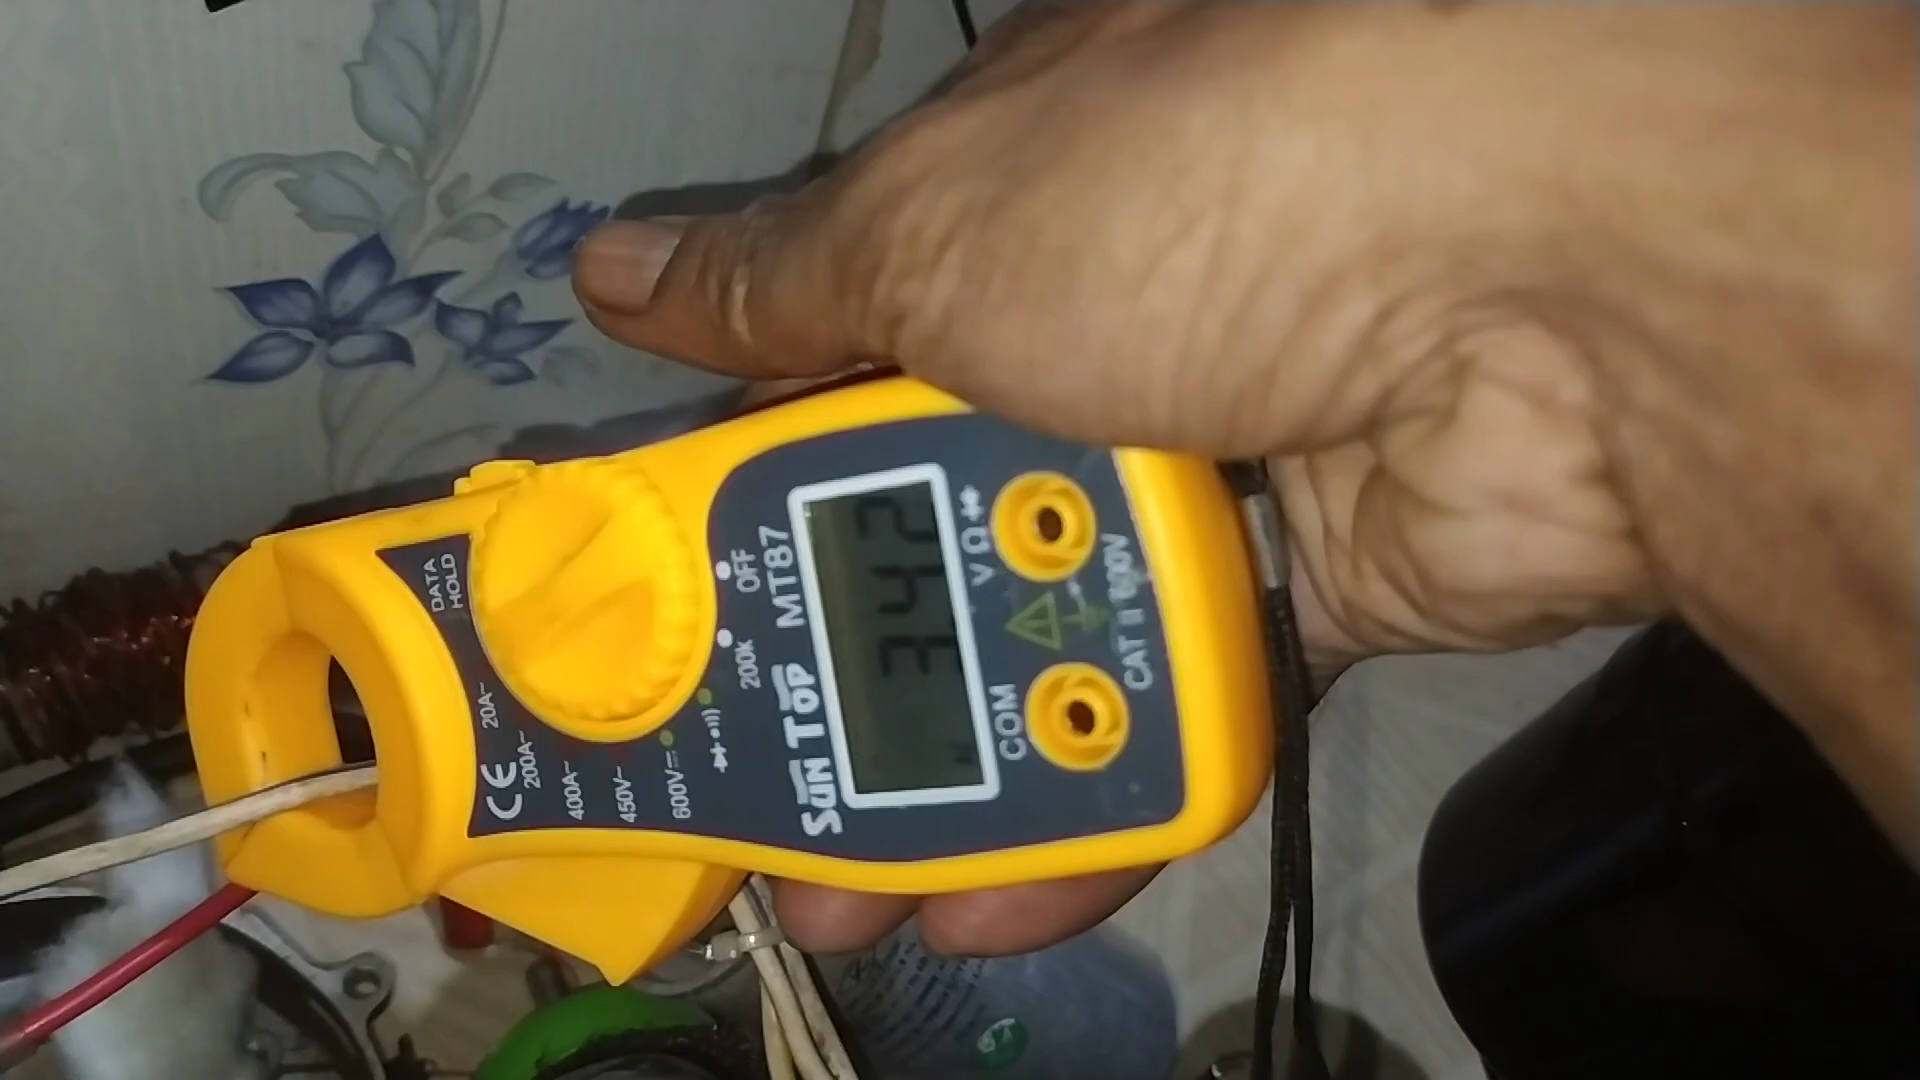 DATA
HOLD
OFF
200k
20A~
200A~
400A~
450V~
600V
CE
SUN TOP MT87
342
VΩ
COM
CAT II 600V